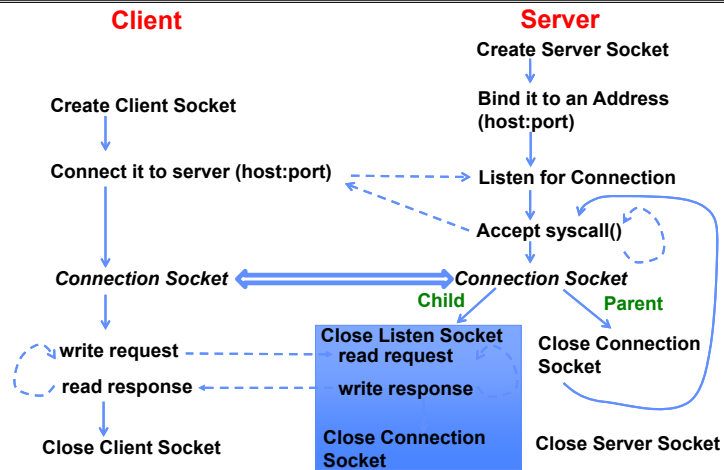 Client
Server
Create Server Socket
Create Client Socket
Bind it to an Address
(host:port)
Connect it to server (host:port)
Listen for Connection
Accept syscall()
Connection Socket
Connection Socket
Child
Parent
Close Listen Socket
write request
read request
Close Connection
Socket
read response
write response
Close Client Socket
Close Connection
Socket
Close Server Socket